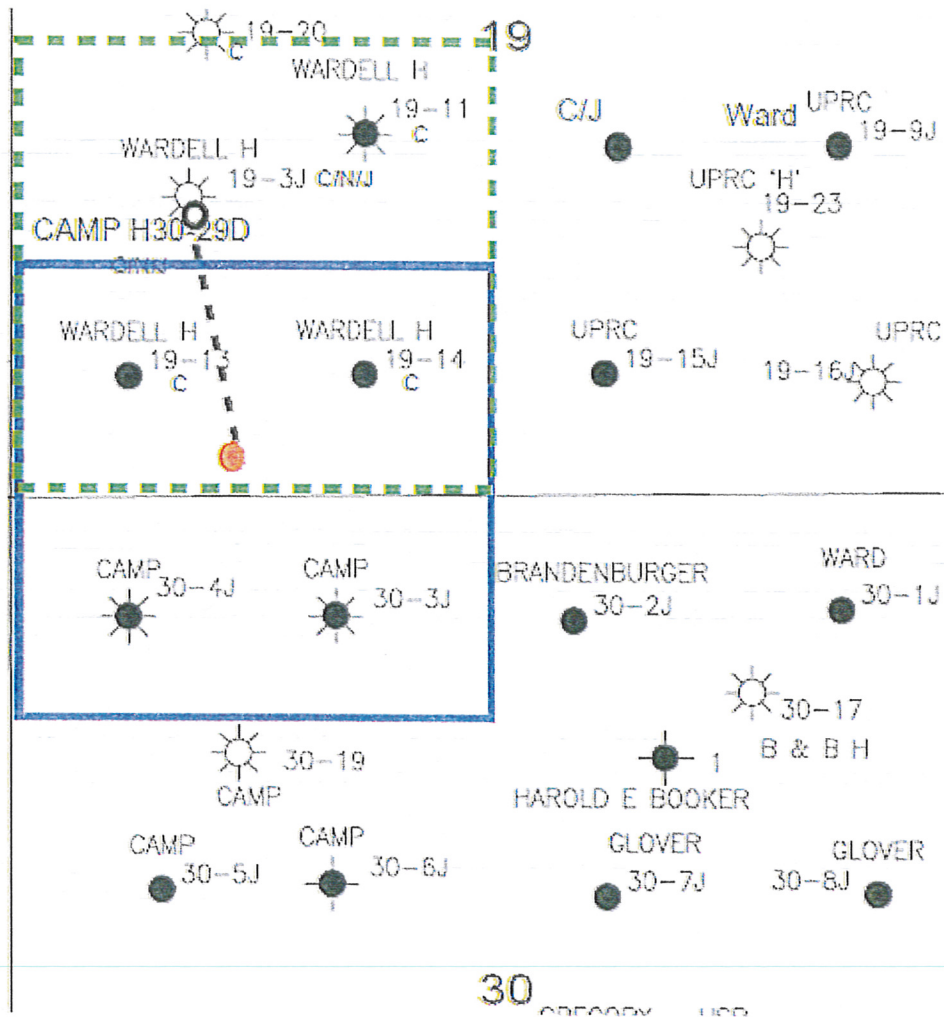 19-20
C
19
WARDELL H
19-11
C
C/J
Ward
UPRC
19-9J
WARDELL H
19-3J C/N/J
UPRC 'H'
19-23
CAMP H30-29D
C/N/J
WARDELL H
19-13
C
WARDELL H
19-14
C
UPRC
19-15J
UPRC
19-16J
CAMP
30-4J
CAMP
30-3J
BRANDENBURGER
30-2J
WARD
30-1J
30-17
B & B H
30-19
CAMP
1
HAROLD E BOOKER
CAMP
30-5J
CAMP
30-6J
GLOVER
30-7J
GLOVER
30-8J
30